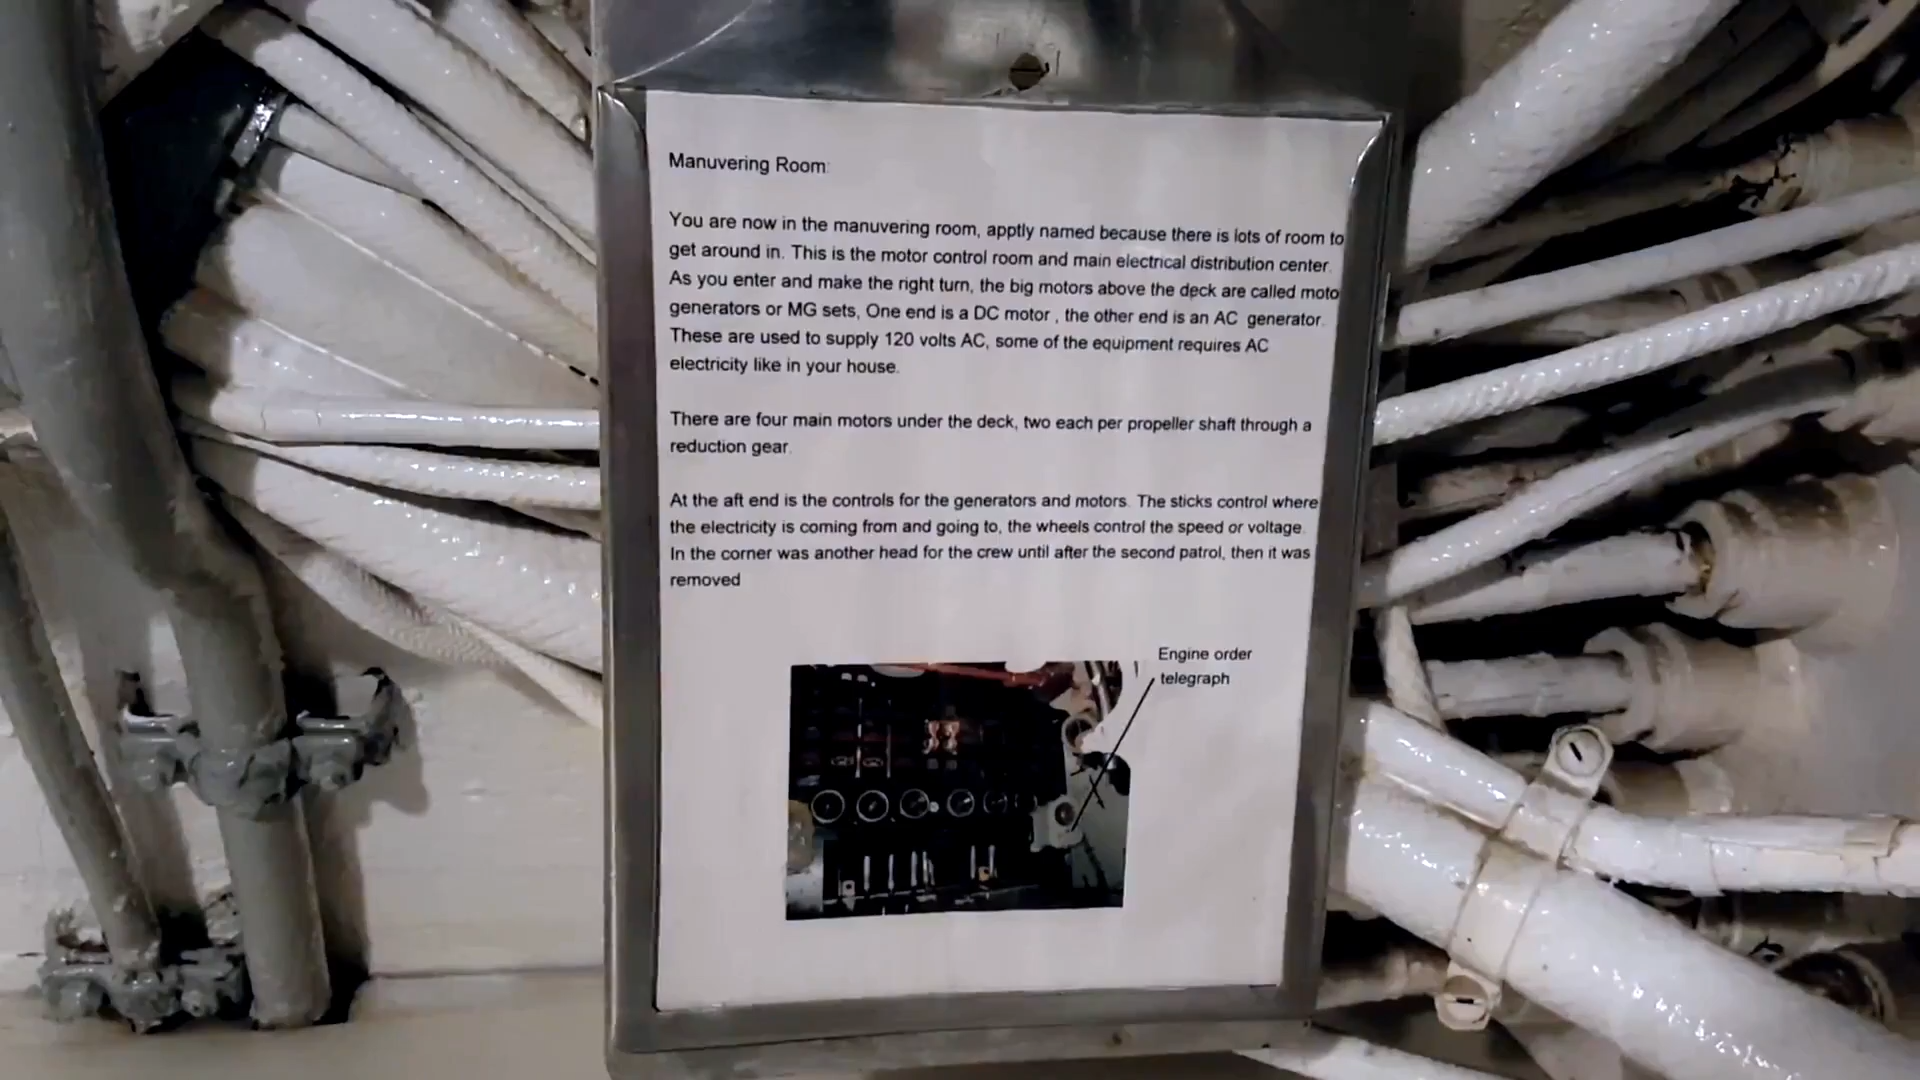 Manuvering Room:
You are now in the manuvering room, apptly named because there is lots of room to
get around in. This is the motor control room and main electrical distribution center.
As you enter and make the right turn, the big motors above the deck are called moto
generators or MG sets, One end is a DC motor , the other end is an AC generator.
These are used to supply 120 volts AC, some of the equipment requires AC
electricity like in your house.
There are four main motors under the deck, two each per propeller shaft through a
reduction gear.
At the aft end is the controls for the generators and motors. The sticks control where
the electricity is coming from and going to, the wheels control the speed or voltage.
In the corner was another head for the crew until after the second patrol, then it was
removed
Engine order
telegraph